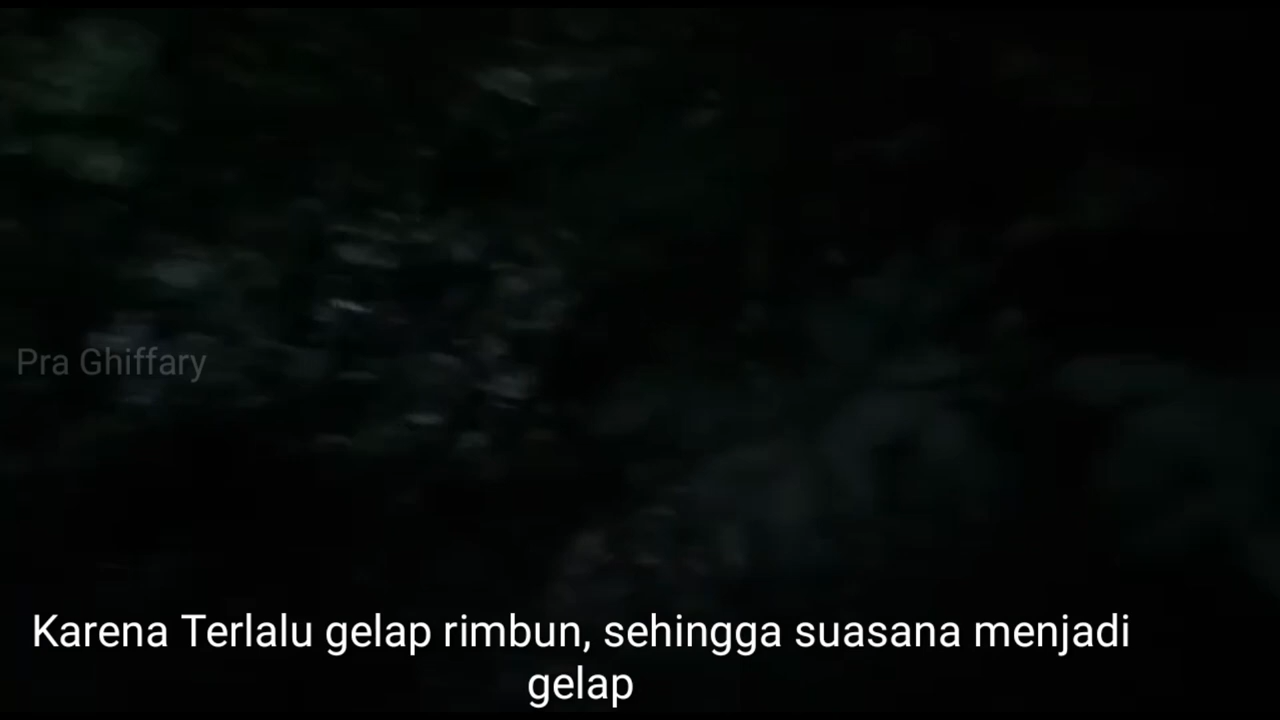 Pra Ghiffary
Karena Terlalu gelap rimbun, sehingga suasana menjadi
gelap